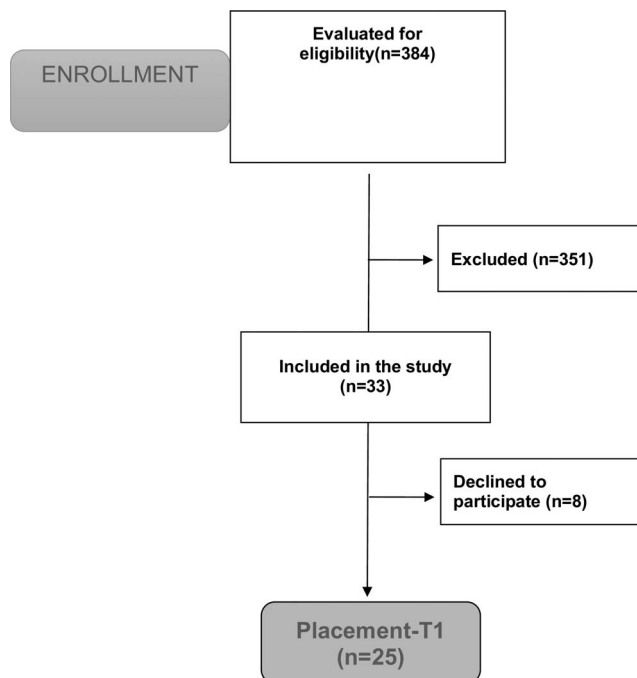 ENROLLMENT
Evaluated for
eligibility(n=384)
Excluded (n=351)
Included in the study
(n=33)
Declined to
participate (n=8)
Placement-T1
(n=25)